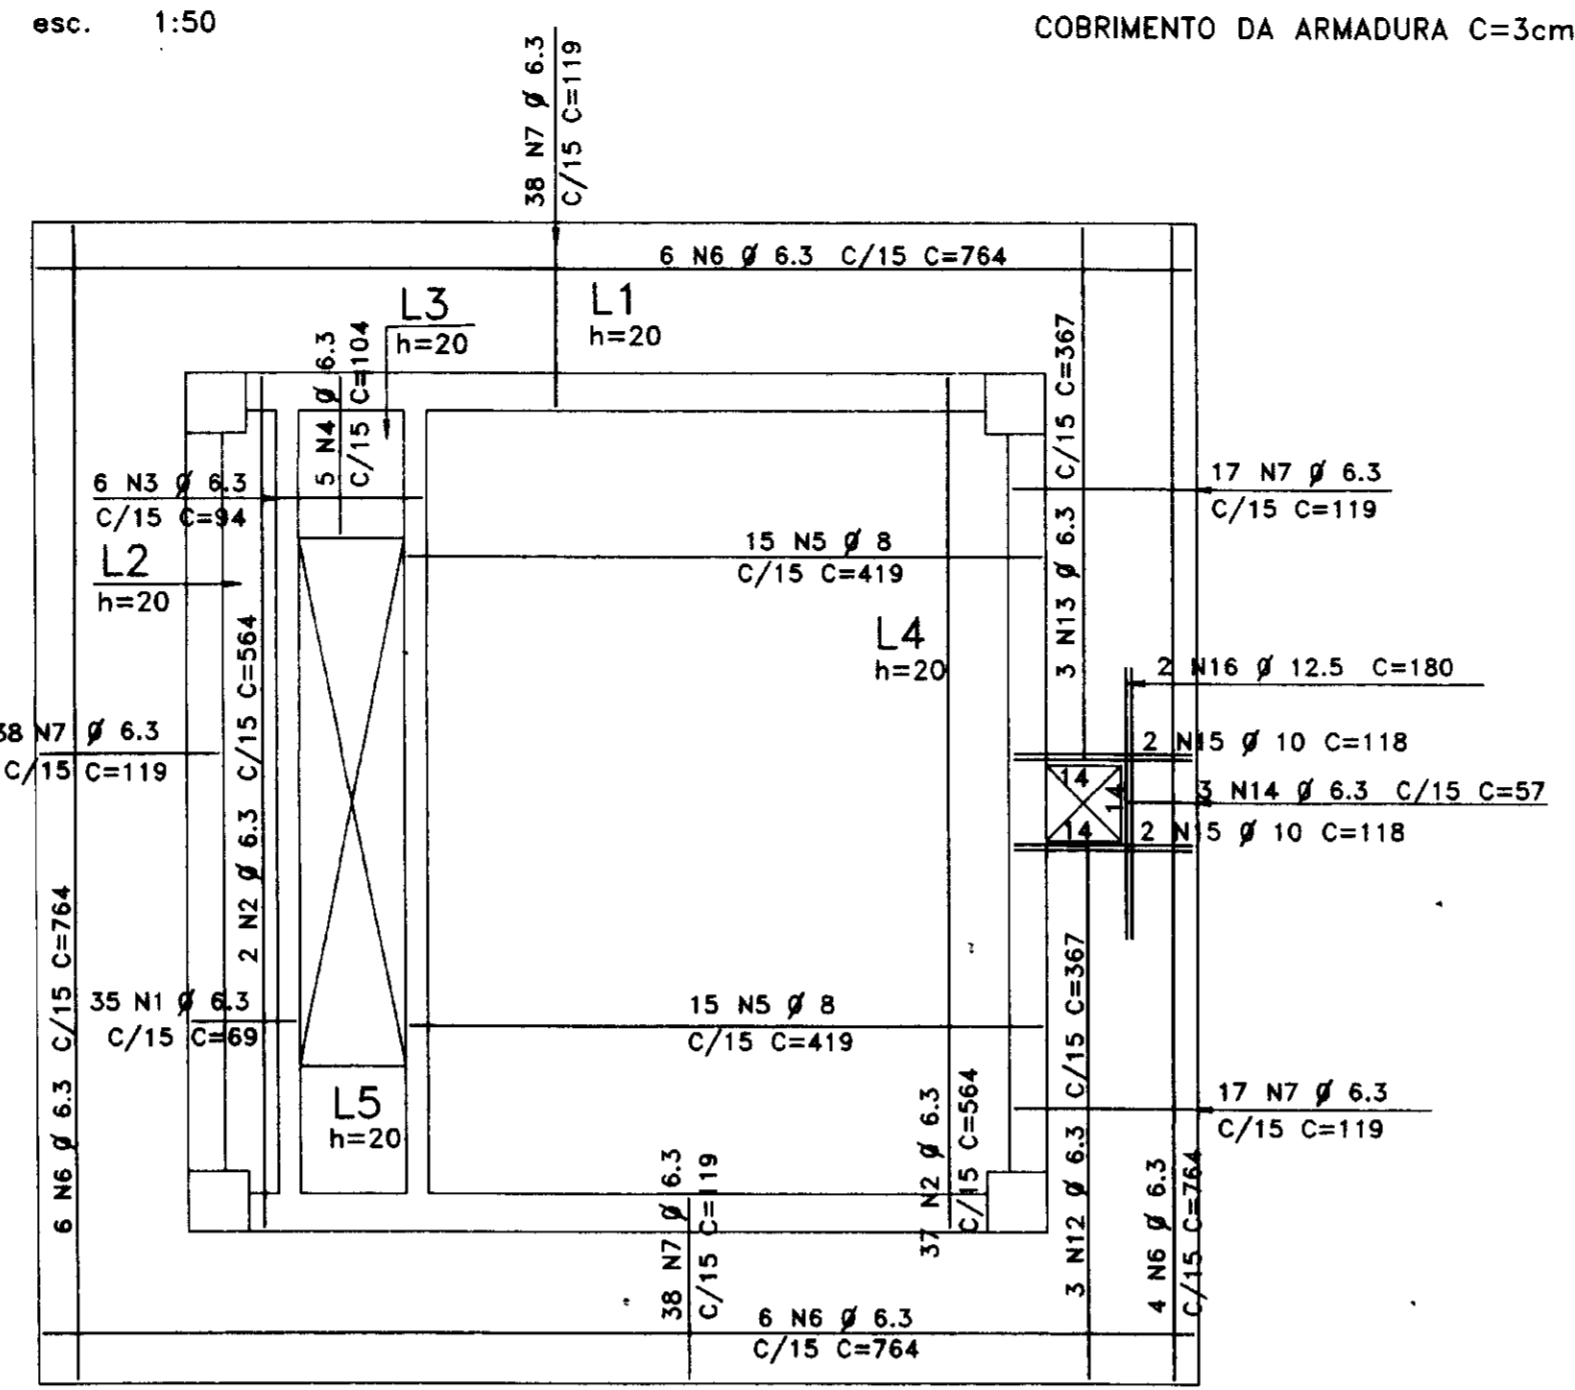 esc. 1:50
COBRIMENTO DA ARMADURA C=3cm
38 N7 Ø 6.3
C/15 C=119
6 N6 Ø 6.3 C/15 C=764
L3
h=20
L1
h=20
5 N4 Ø 6.3
C/15 C=104
3 N13 Ø 6.3 C/15 C=367
6 N3 Ø 6.3
C/15 C=94
17 N7 Ø 6.3
C/15 C=119
L2
h=20
15 N5 Ø 8
C/15 C=419
L4
h=20
2 N2 Ø 6.3 C/15 C=564
2 N16 Ø 12.5 C=180
38 N7 Ø 6.3
C/15 C=119
2 N15 Ø 10 C=118
14
14
14
3 N14 Ø 6.3 C/15 C=57
2 N15 Ø 10 C=118
6 N6 Ø 6.3 C/15 C=764
35 N1 Ø 6.3
C/15 C=69
15 N5 Ø 8
C/15 C=419
3 N12 Ø 6.3 C/15 C=367
L5
h=20
37 N2 Ø 6.3
C/15 C=564
17 N7 Ø 6.3
C/15 C=119
38 N7 Ø 6.3
C/15 C=119
4 N6 Ø 6.3
C/15 C=764
6 N6 Ø 6.3
C/15 C=764